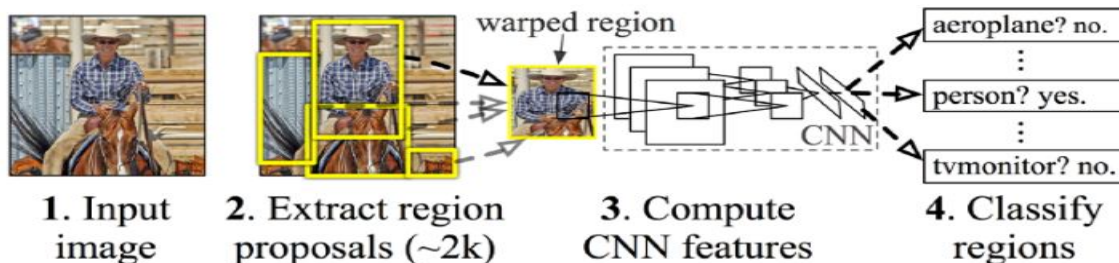 warped region
aeroplane? no.
person? yes.
CNN
tvmonitor? no.
1. Input
image
2. Extract region
proposals (~2k)
3. Compute
CNN features
4. Classify
regions